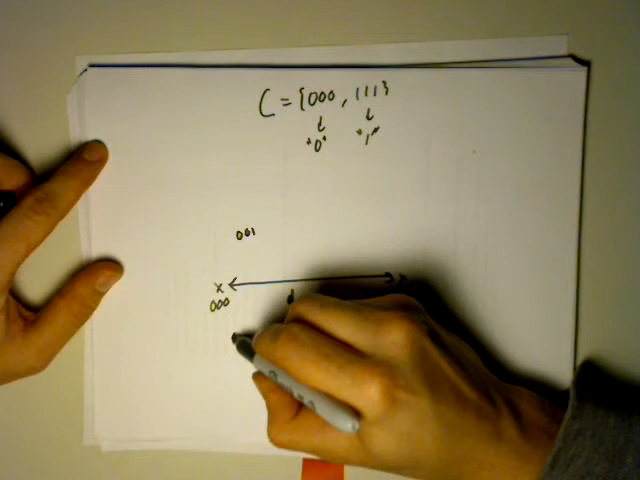 C = {000, 111}
"0" "1"
001
x
000
d